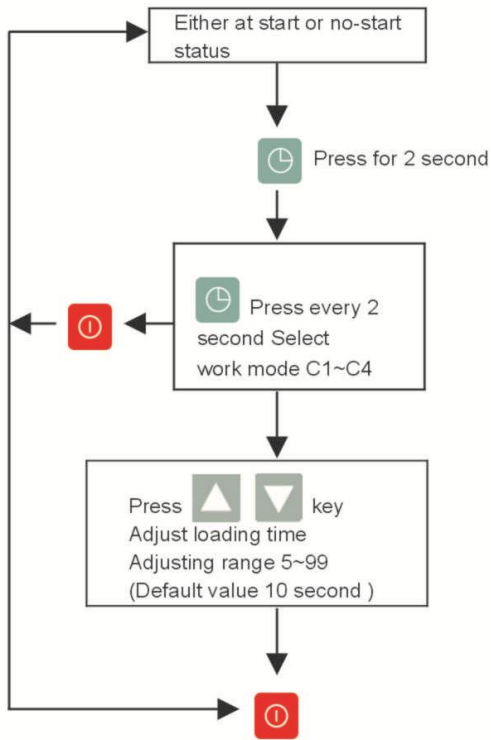 Either at start or no-start
status
Press for 2 second
Press every 2
second Select
work mode C1~C4
Press key
Adjust loading time
Adjusting range 5~99
(Default value 10 second )